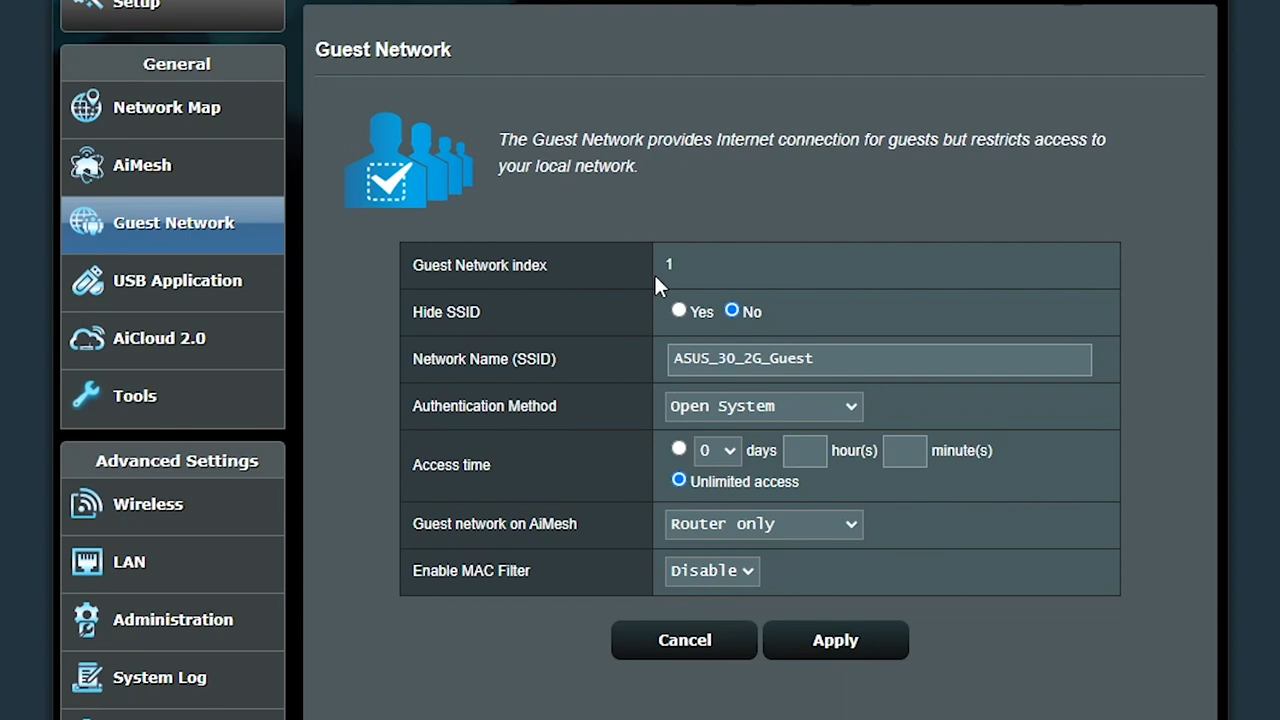 Setup
General
Network Map
AiMesh
Guest Network
USB Application
AiCloud 2.0
Tools
Advanced Settings
Wireless
LAN
Administration
System Log
Guest Network
The Guest Network provides Internet connection for guests but restricts access to
your local network.
Guest Network index 1
Hide SSID Yes No
Network Name (SSID) ASUS_30_2G_Guest
Authentication Method Open System
Access time 0 days hour(s) minute(s)
Unlimited access
Guest network on AiMesh Router only
Enable MAC Filter Disable
Cancel Apply